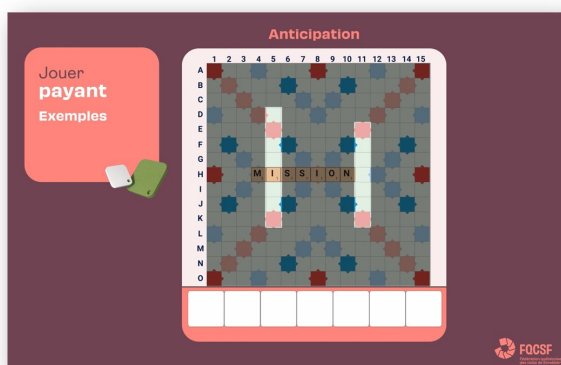 Anticipation
Jouer
payant
Exemples
1 2 3 4 5 6 7 8 9 10 11 12 13 14 15
A
B
C
D
E
F
G
H MISSION
I
J
K
L
M
N
O
FQCSF